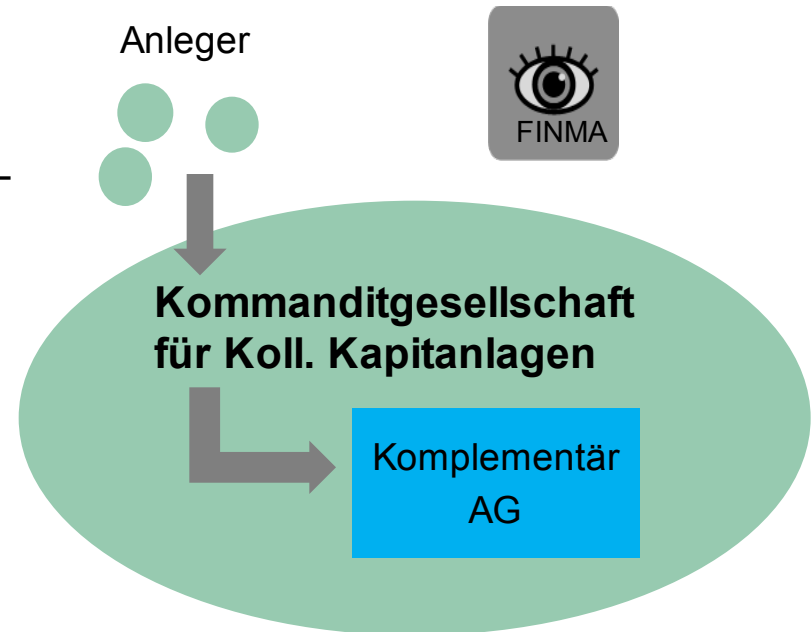 Anleger
FINMA
–
Kommanditgesellschaft
für Koll. Kapitanlagen
Komplementär
AG